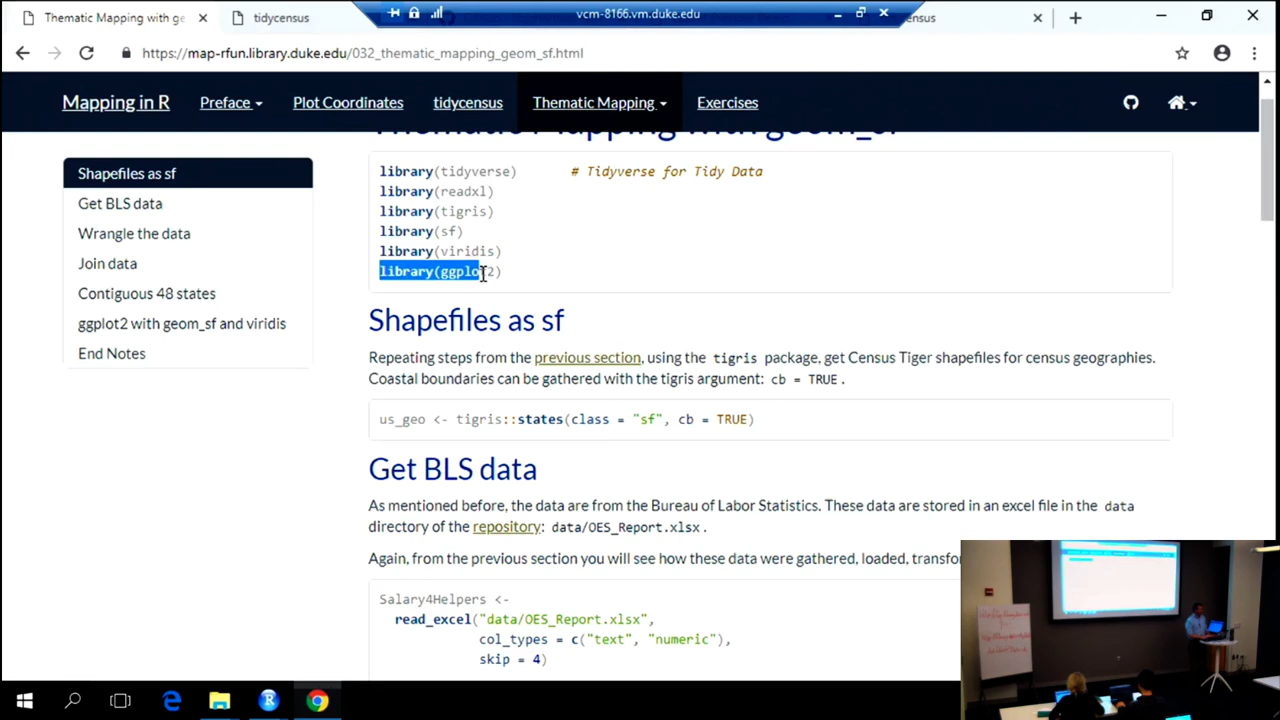 Thematic Mapping with ge
tidycensus
vcm-8166.vm.duke.edu
ensus
https://map-rfun.library.duke.edu/032_thematic_mapping_geom_sf.html
Mapping in R
Preface
Plot Coordinates
tidycensus
Thematic Mapping
Exercises
Thematic Mapping with geom_sf
Shapefiles as sf
Get BLS data
Wrangle the data
Join data
Contiguous 48 states
ggplot2 with geom_sf and viridis
End Notes
library(tidyverse) # Tidyverse for Tidy Data
library(readxl)
library(tigris)
library(sf)
library(viridis)
library(ggplot2)
Shapefiles as sf
Repeating steps from the previous section, using the tigris package, get Census Tiger shapefiles for census geographies.
Coastal boundaries can be gathered with the tigris argument: cb = TRUE.
us_geo <- tigris::states(class = "sf", cb = TRUE)
Get BLS data
As mentioned before, the data are from the Bureau of Labor Statistics. These data are stored in an excel file in the data
directory of the repository: data/OES_Report.xlsx.
Again, from the previous section you will see how these data were gathered, loaded, transfo
Salary4Helpers <-
read_excel("data/OES_Report.xlsx",
col_types = c("text", "numeric"),
skip = 4)